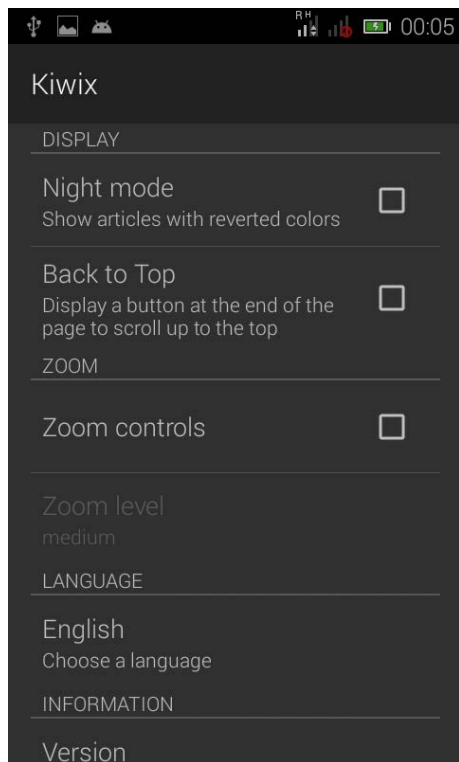 R H
00:05
Kiwix
DISPLAY
Night mode
Show articles with reverted colors
Back to Top
Display a button at the end of the
page to scroll up to the top
ZOOM
Zoom controls
Zoom level
medium
LANGUAGE
English
Choose a language
INFORMATION
Version